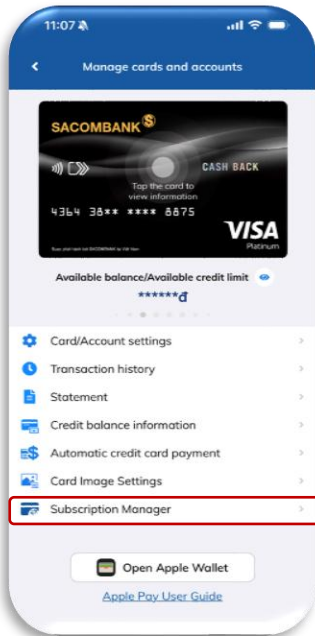 11:07
Manage cards and accounts
SACOMBANK
CASH BACK
Tap the card to
view information
4364 38** **** 8875
VISA
Platinum
Available balance/Available credit limit
******đ
Card/Account settings
Transaction history
Statement
Credit balance information
Automatic credit card payment
Card Image Settings
Subscription Manager
Open Apple Wallet
Apple Pay User Guide